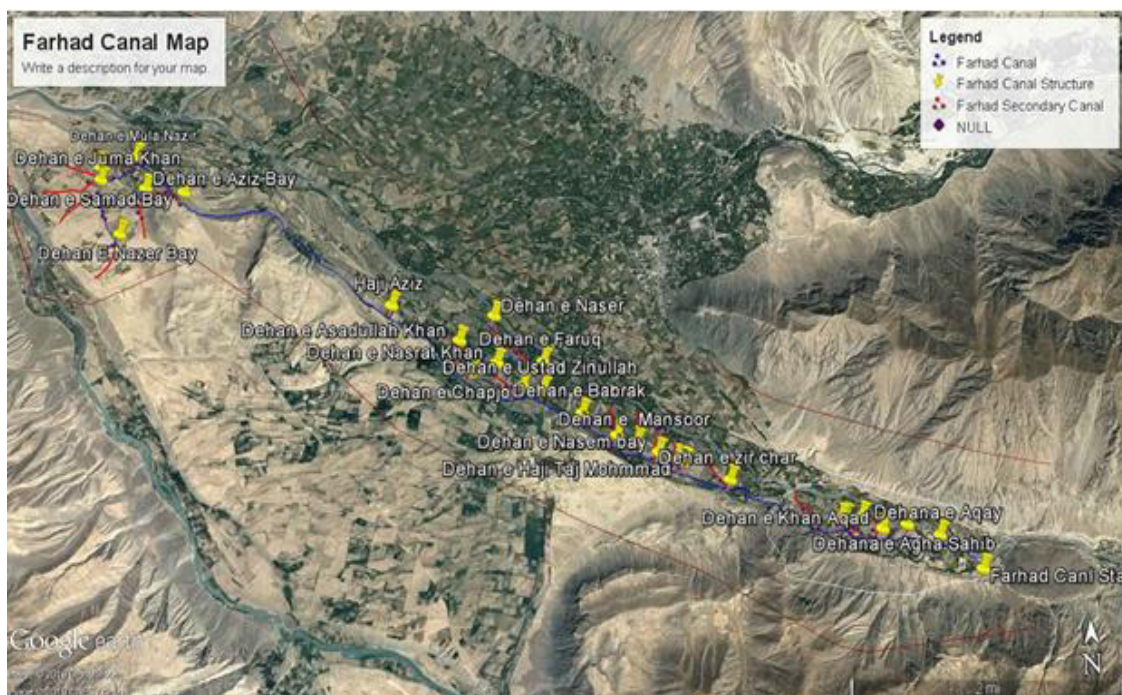 Farhad Canal Map
Write a description for your map.
Legend
Farhad Canal
Farhad Canal Structure
Farhad Secondary Canal
NULL
Dehan e Mula Nazir
Dehan e Juma Khan
Dehan e Aziz Bay
Dehan e Samad Bay
Dehan E Nazer Bay
Haji Aziz
Dehan e Naser
Dehan e Asadullah Khan
Dehan e Faruq
Dehan e Nasrat Khan
Dehan e Ustad Zinullah
Dehan e Chapjo
Dehan e Babrak
Dehan e Mansoor
Dehan e Nasem bay
Dehan e zir char
Dehan e Haji Taj Mohmmad
Dehan e Khan Aqad
Dehana e Aqay
Dehana e Agha Sahib
Farhad Canl Sta
Google earth
N